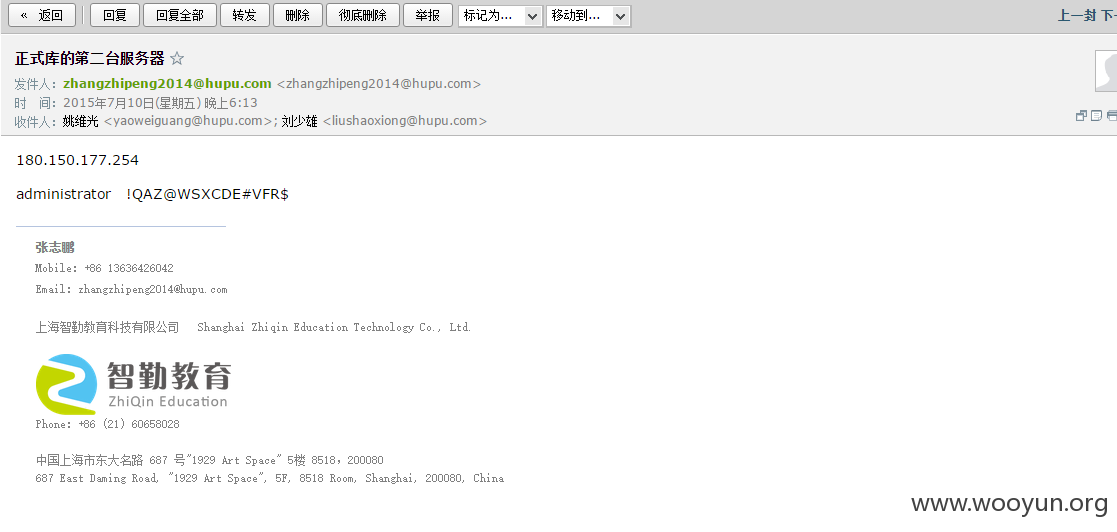 « 返回 回复 回复全部 转发 删除 彻底删除 举报 标记为... 移动到... 上一封 下一
正式库的第二台服务器 ☆
发件人：zhangzhipeng2014@hupu.com <zhangzhipeng2014@hupu.com>
时 间：2015年7月10日(星期五) 晚上6:13
收件人：姚维光 <yaoweiguang@hupu.com>; 刘少雄 <liushaoxiong@hupu.com>
180.150.177.254
administrator !QAZ@WSXCDE#VFR$
张志鹏
Mobile: +86 13636426042
Email: zhangzhipeng2014@hupu.com
上海智勤教育科技有限公司 Shanghai Zhiqin Education Technology Co., Ltd.
智勤教育
ZhiQin Education
Phone: +86 (21) 60658028
中国上海市东大名路 687 号"1929 Art Space" 5楼 8518，200080
687 East Daming Road, "1929 Art Space", 5F, 8518 Room, Shanghai, 200080, China
www.wooyun.org